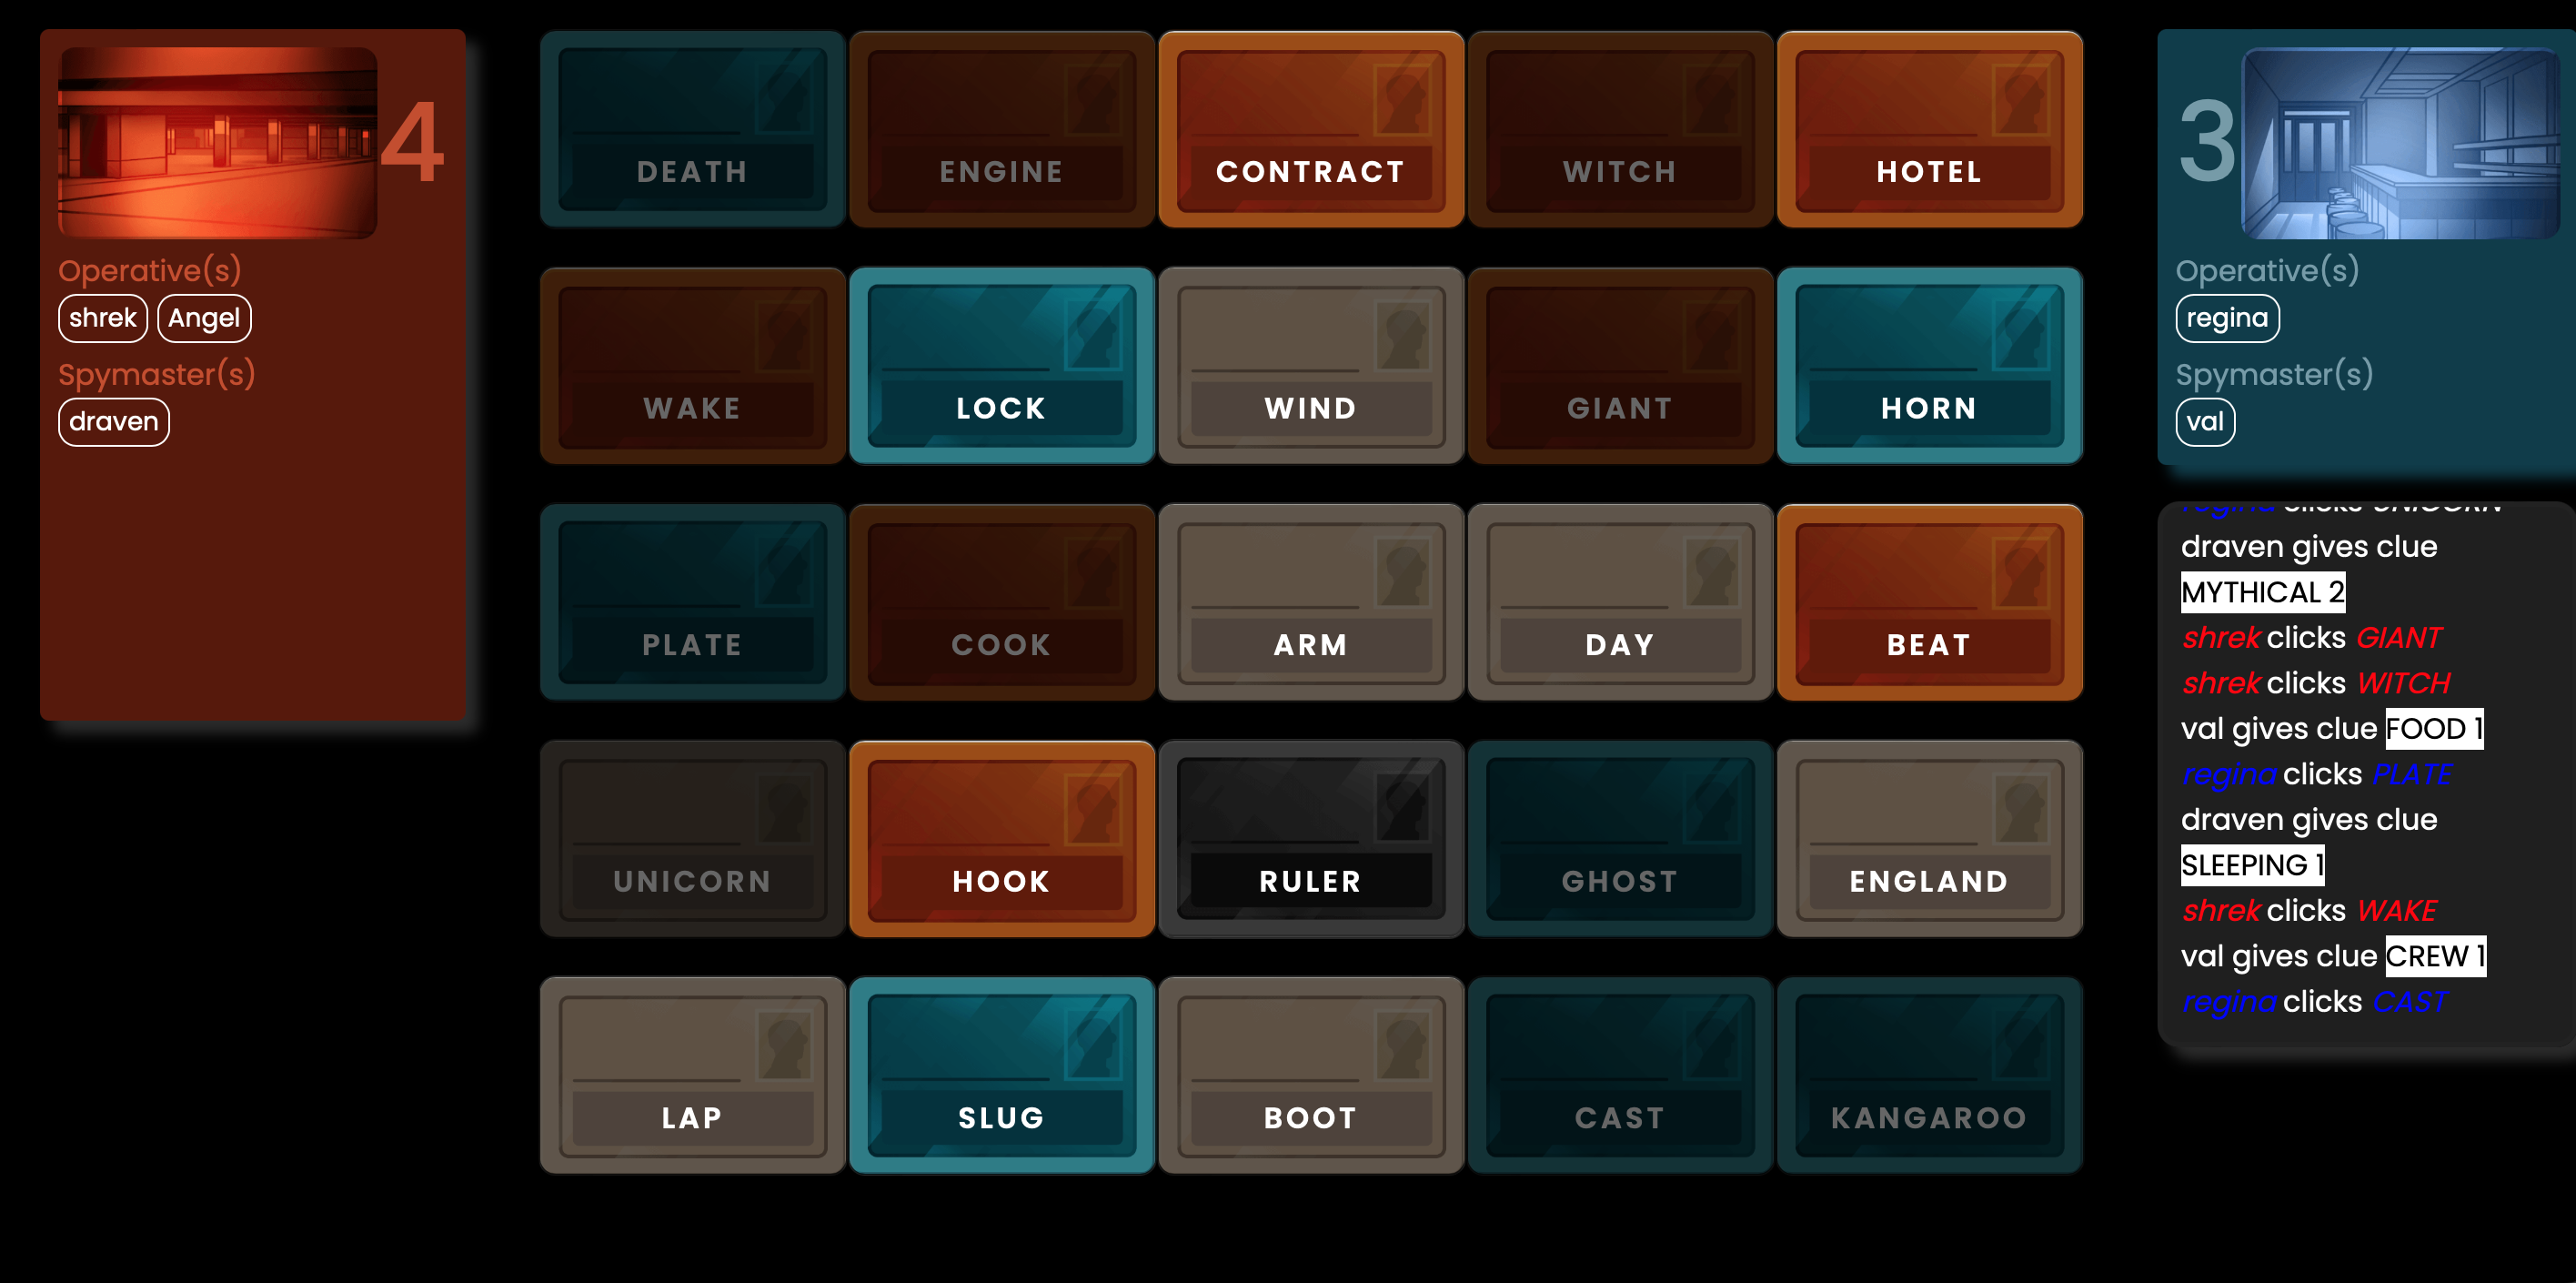 4
Operative(s)
shrek Angel
Spymaster(s)
draven
DEATH ENGINE CONTRACT WITCH HOTEL
WAKE LOCK WIND GIANT HORN
PLATE COOK ARM DAY BEAT
UNICORN HOOK RULER GHOST ENGLAND
LAP SLUG BOOT CAST KANGAROO
3
Operative(s)
regina
Spymaster(s)
val
regina clicks UNICORN
draven gives clue
MYTHICAL 2
shrek clicks GIANT
shrek clicks WITCH
val gives clue FOOD 1
regina clicks PLATE
draven gives clue
SLEEPING 1
shrek clicks WAKE
val gives clue CREW 1
regina clicks CAST